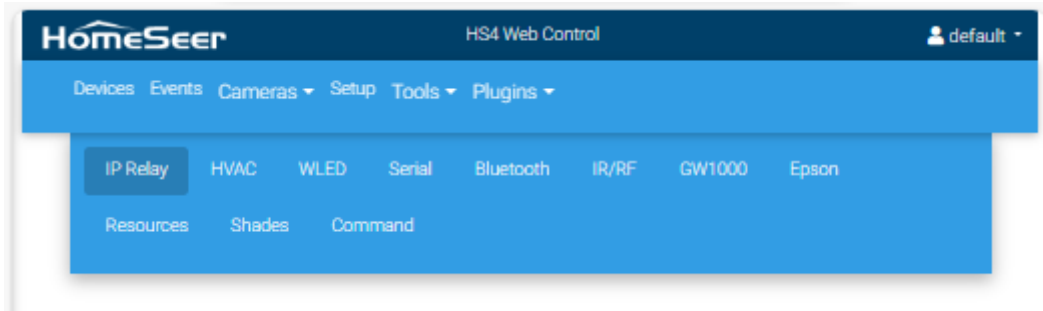 HomeSeer HS4 Web Control default
Devices Events Cameras Setup Tools Plugins
IP Relay HVAC WLED Serial Bluetooth IR/RF GW1000 Epson
Resources Shades Command